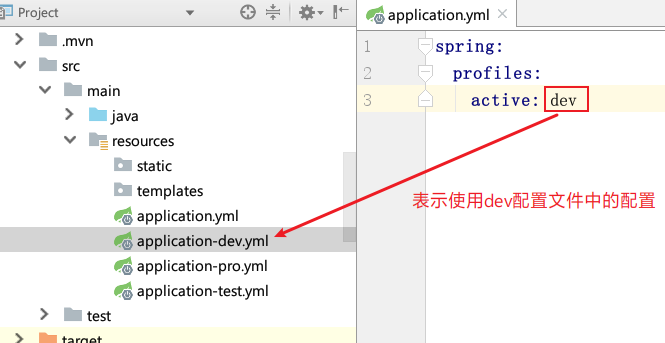 Project
.mvn
src
main
java
resources
static
templates
application.yml
application-dev.yml
application-pro.yml
application-test.yml
test
target
application.yml
1 spring:
2 profiles:
3 active: dev
表示使用dev配置文件中的配置